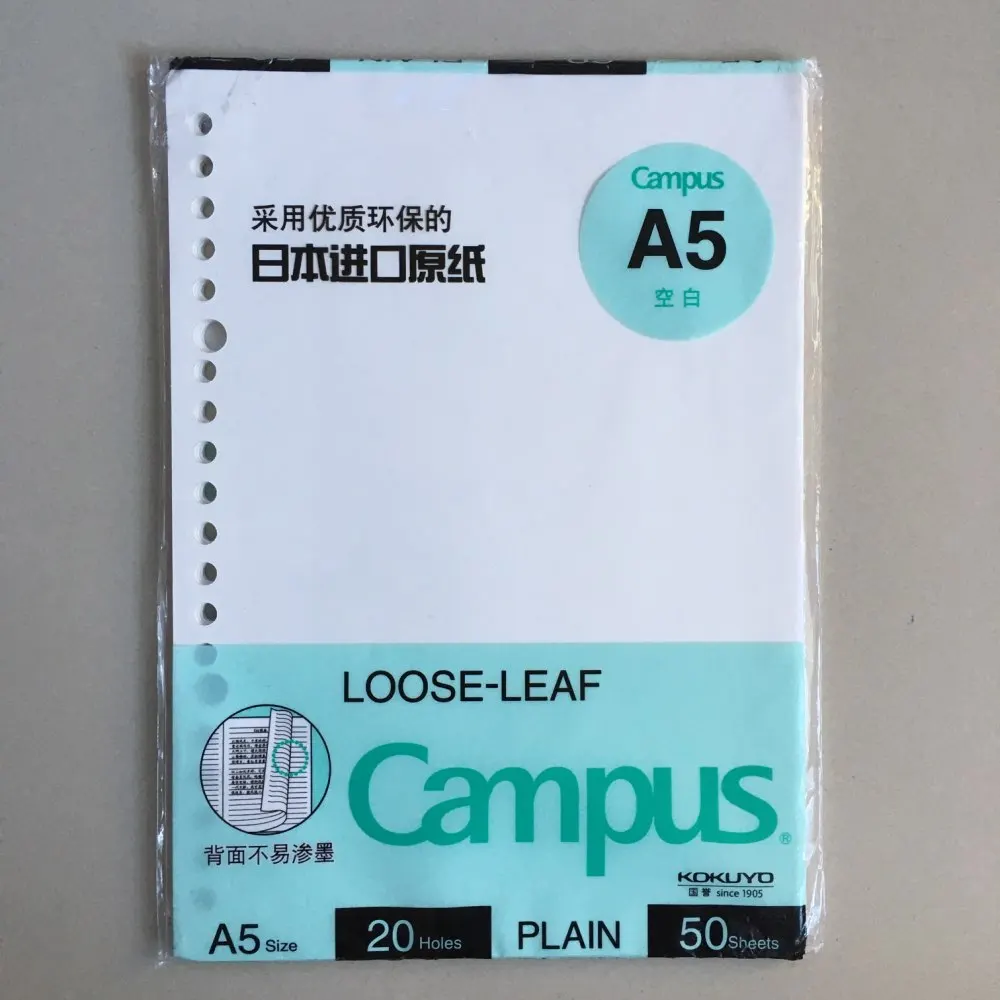 Campus
A5
空白
采用优质环保的
日本进口原纸
LOOSE-LEAF
Campus®
背面不易渗墨
KOKUYO
国誉 since 1905
A5 Size 20 Holes PLAIN 50 Sheets